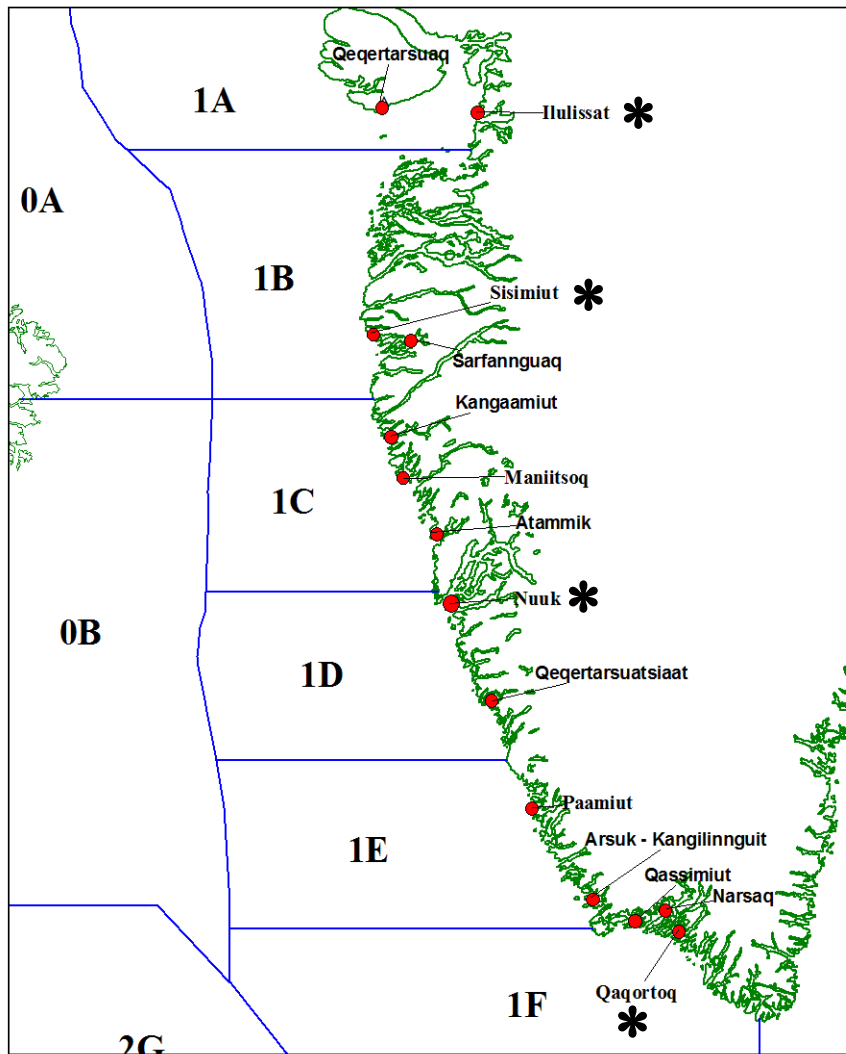 Qeqertarsuaq
1A
Ilulissat *
0A
1B
Sisimiut *
Sarfannguaq
Kangaamiut
1C
Maniitsoq
Atammik
Nuuk *
0B
1D
Qeqertarsuatsiaat
Paamiut
1E
Arsuk - Kangilinnguit
Qassimiut
Narsaq
Qaqortoq
*
1F
2G